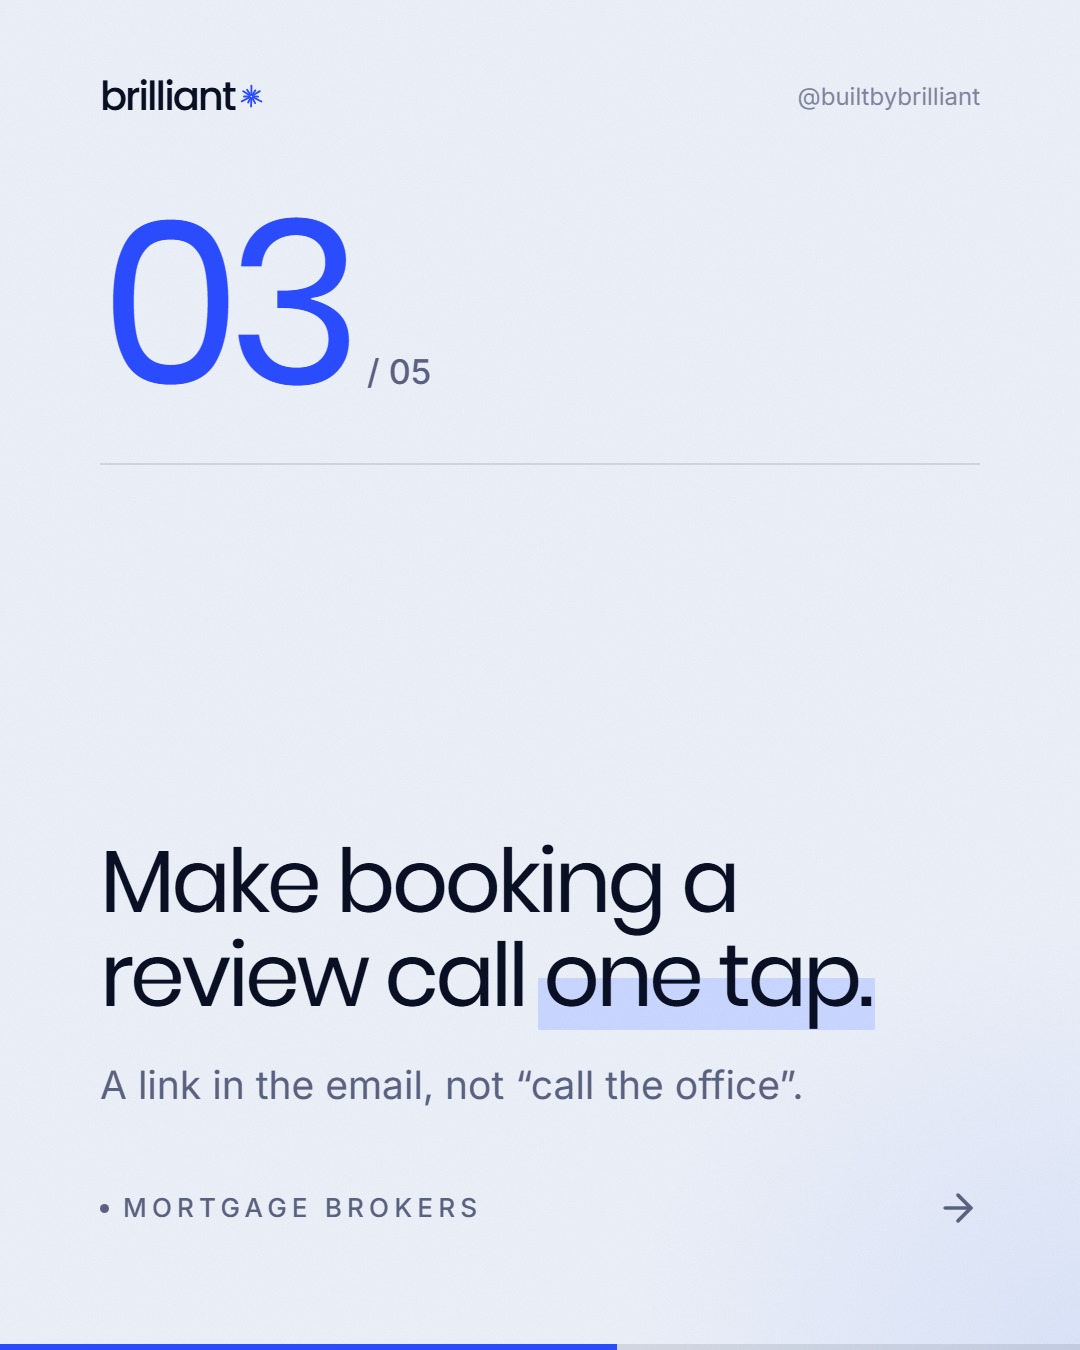 brilliant
@builtbybrilliant
03 / 05
Make booking a
review call one tap.
A link in the email, not “call the office”.
• MORTGAGE BROKERS